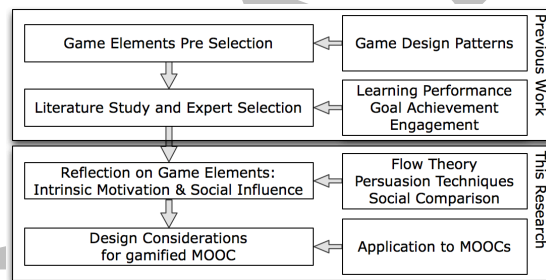 Game Elements Pre Selection
Game Design Patterns
Literature Study and Expert Selection
Learning Performance
Goal Achievement
Engagement
Previous Work
Reflection on Game Elements:
Intrinsic Motivation & Social Influence
Flow Theory
Persuasion Techniques
Social Comparison
Design Considerations
for gamified MOOC
Application to MOOCs
This Research